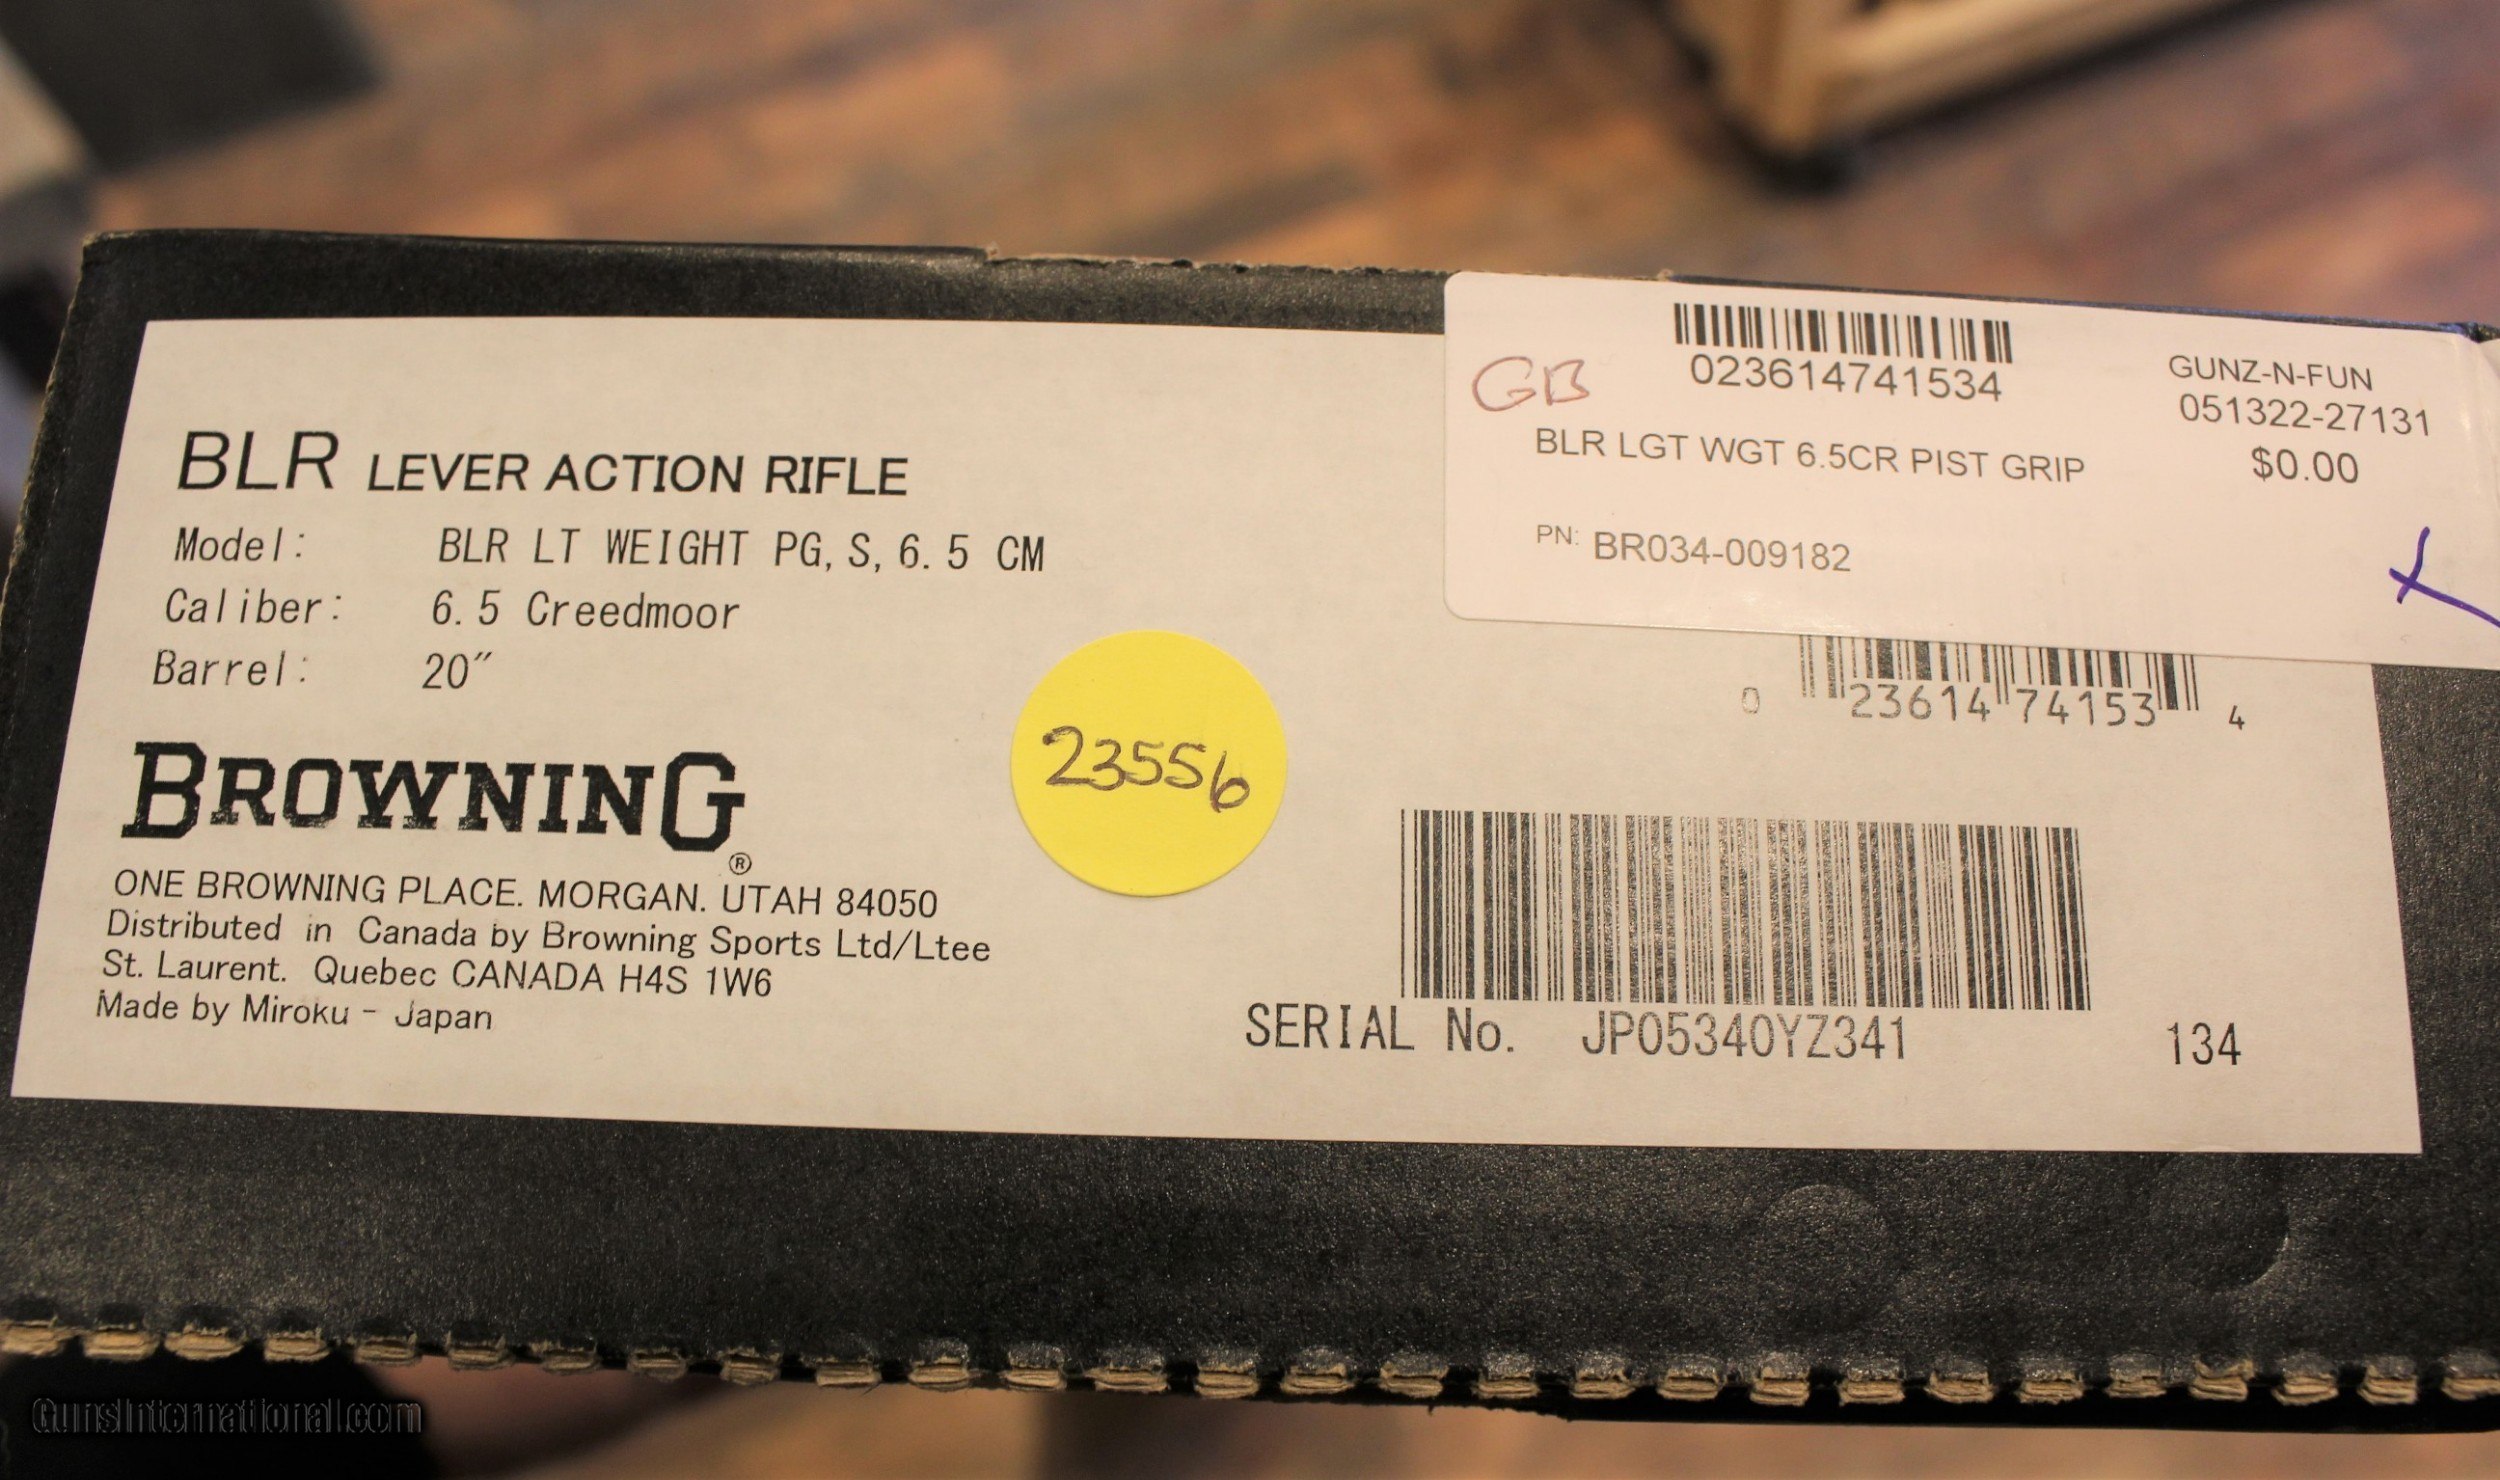 BLR LEVER ACTION RIFLE
Model: BLR LT WEIGHT PG, S, 6.5 CM
Caliber: 6.5 Creedmoor
Barrel: 20″
BROWNING®
ONE BROWNING PLACE. MORGAN. UTAH 84050
Distributed in Canada by Browning Sports Ltd/Ltee
St. Laurent. Quebec CANADA H4S 1W6
Made by Miroku - Japan
23556
GB
023614741534
BLR LGT WGT 6.5CR PIST GRIP
PN: BR034-009182
GUNZ-N-FUN
051322-27131
$0.00
0 23614 74153 4
SERIAL No. JP05340YZ341 134
GunsInternational.com